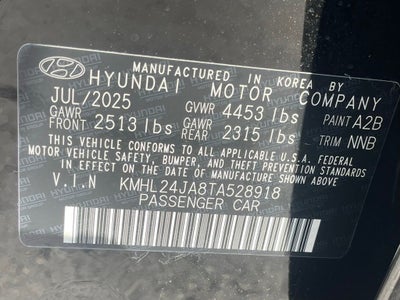 MANUFACTURED IN KOREA BY
HYUNDAI MOTOR COMPANY
JUL/2025 GVWR 4453 lbs PAINT A2B
GAWR FRONT 2513 lbs GAWR REAR 2315 lbs TRIM NNB
THIS VEHICLE CONFORMS TO ALL APPLICABLE U.S.A. FEDERAL
MOTOR VEHICLE SAFETY, BUMPER, AND THEFT PREVENTION STANDARDS
IN EFFECT ON THE DATE OF MANUFACTURE SHOWN ABOVE.
V.I.N KMHL24JA8TA528918
PASSENGER CAR